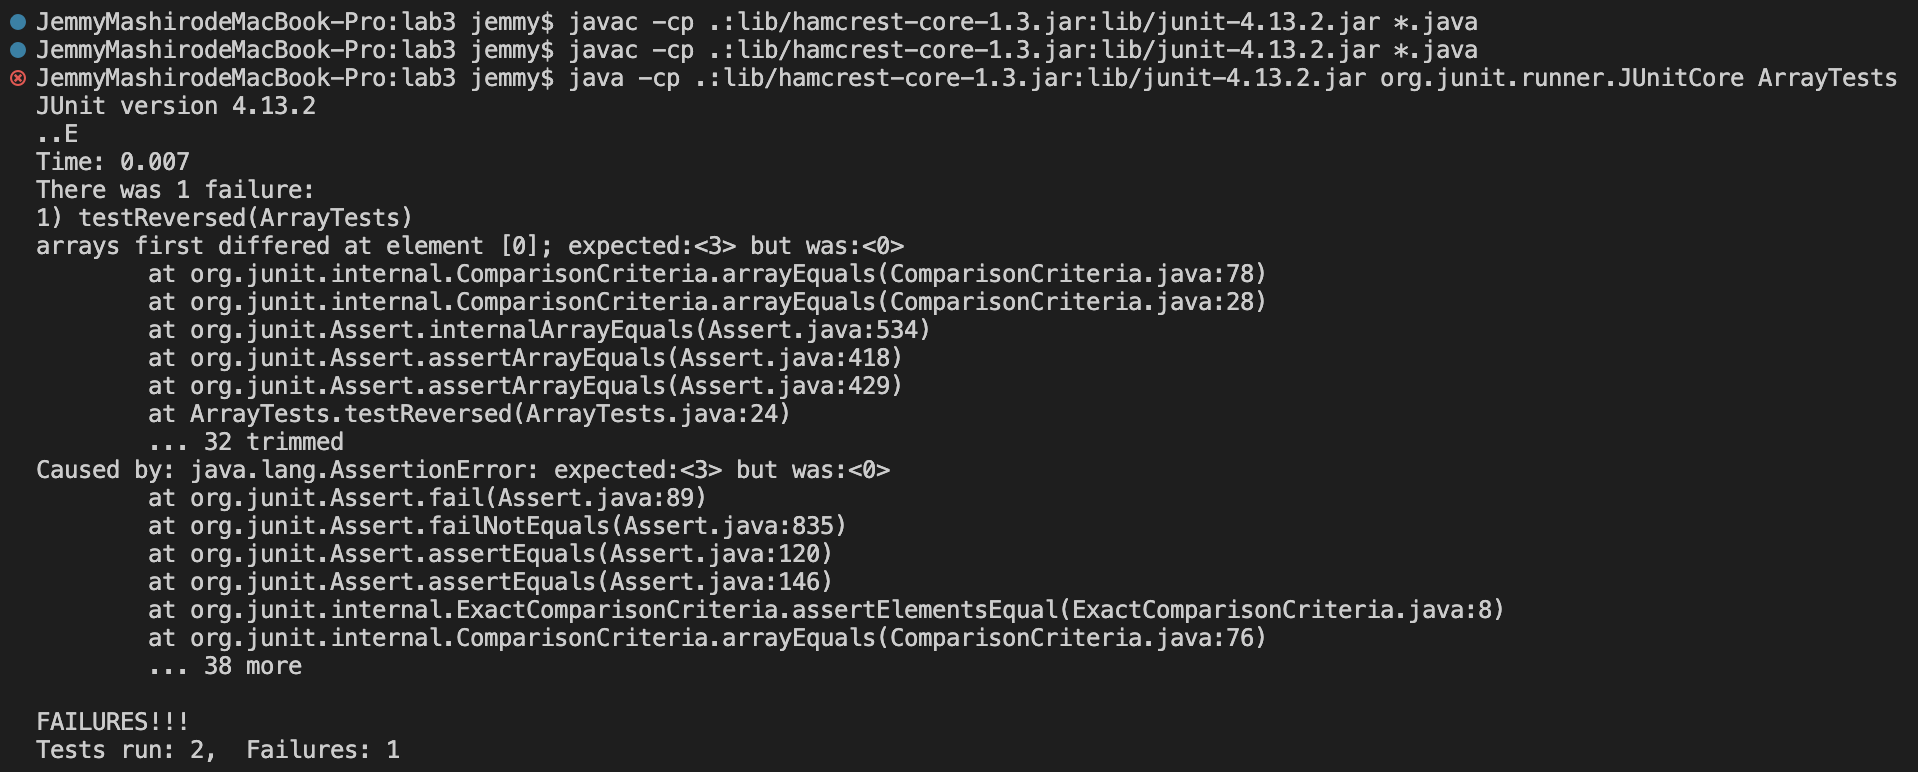 JemmyMashirodeMacBook-Pro:lab3 jemmy$ javac -cp .:lib/hamcrest-core-1.3.jar:lib/junit-4.13.2.jar *.java
JemmyMashirodeMacBook-Pro:lab3 jemmy$ javac -cp .:lib/hamcrest-core-1.3.jar:lib/junit-4.13.2.jar *.java
JemmyMashirodeMacBook-Pro:lab3 jemmy$ java -cp .:lib/hamcrest-core-1.3.jar:lib/junit-4.13.2.jar org.junit.runner.JUnitCore ArrayTests
JUnit version 4.13.2
..E
Time: 0.007
There was 1 failure:
1) testReversed(ArrayTests)
arrays first differed at element [0]; expected:<3> but was:<0>
        at org.junit.internal.ComparisonCriteria.arrayEquals(ComparisonCriteria.java:78)
        at org.junit.internal.ComparisonCriteria.arrayEquals(ComparisonCriteria.java:28)
        at org.junit.Assert.internalArrayEquals(Assert.java:534)
        at org.junit.Assert.assertArrayEquals(Assert.java:418)
        at org.junit.Assert.assertArrayEquals(Assert.java:429)
        at ArrayTests.testReversed(ArrayTests.java:24)
        ... 32 trimmed
Caused by: java.lang.AssertionError: expected:<3> but was:<0>
        at org.junit.Assert.fail(Assert.java:89)
        at org.junit.Assert.failNotEquals(Assert.java:835)
        at org.junit.Assert.assertEquals(Assert.java:120)
        at org.junit.Assert.assertEquals(Assert.java:146)
        at org.junit.internal.ExactComparisonCriteria.assertElementsEqual(ExactComparisonCriteria.java:8)
        at org.junit.internal.ComparisonCriteria.arrayEquals(ComparisonCriteria.java:76)
        ... 38 more

FAILURES!!!
Tests run: 2,  Failures: 1